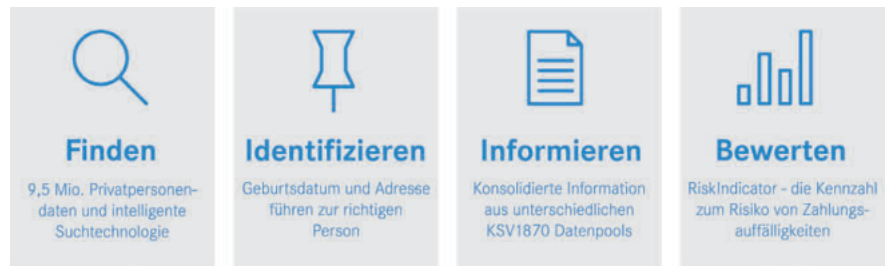 Finden
9,5 Mio. Privatpersonen-
daten und intelligente
Suchtechnologie
Identifizieren
Geburtsdatum und Adresse
führen zur richtigen
Person
Informieren
Konsolidierte Information
aus unterschiedlichen
KSV1870 Datenpools
Bewerten
RiskIndicator - die Kennzahl
zum Risiko von Zahlungs-
auffälligkeiten